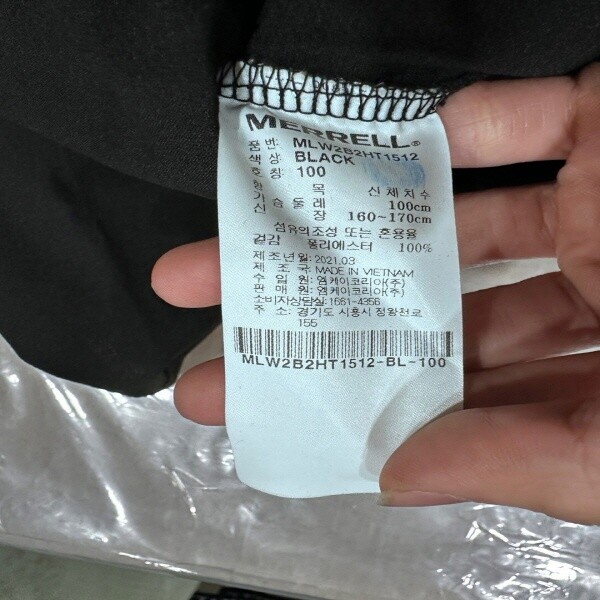 MERRELL®
품 번: MLW2B2HT1512
색 상: BLACK
호 칭: 100
항 목 신체치수
가슴둘레 100cm
신 장 160~170cm
섬유의조성 또는 혼용율
겉감 폴리에스터 100%
제조년월: 2021.03
제 조 국: MADE IN VIETNAM
수 입 원: 엠케이코리아(주)
판 매 원: 엠케이코리아(주)
소비자상담실: 1661-4356
주 소: 경기도 시흥시 정왕천로
155
MLW2B2HT1512-BL-100